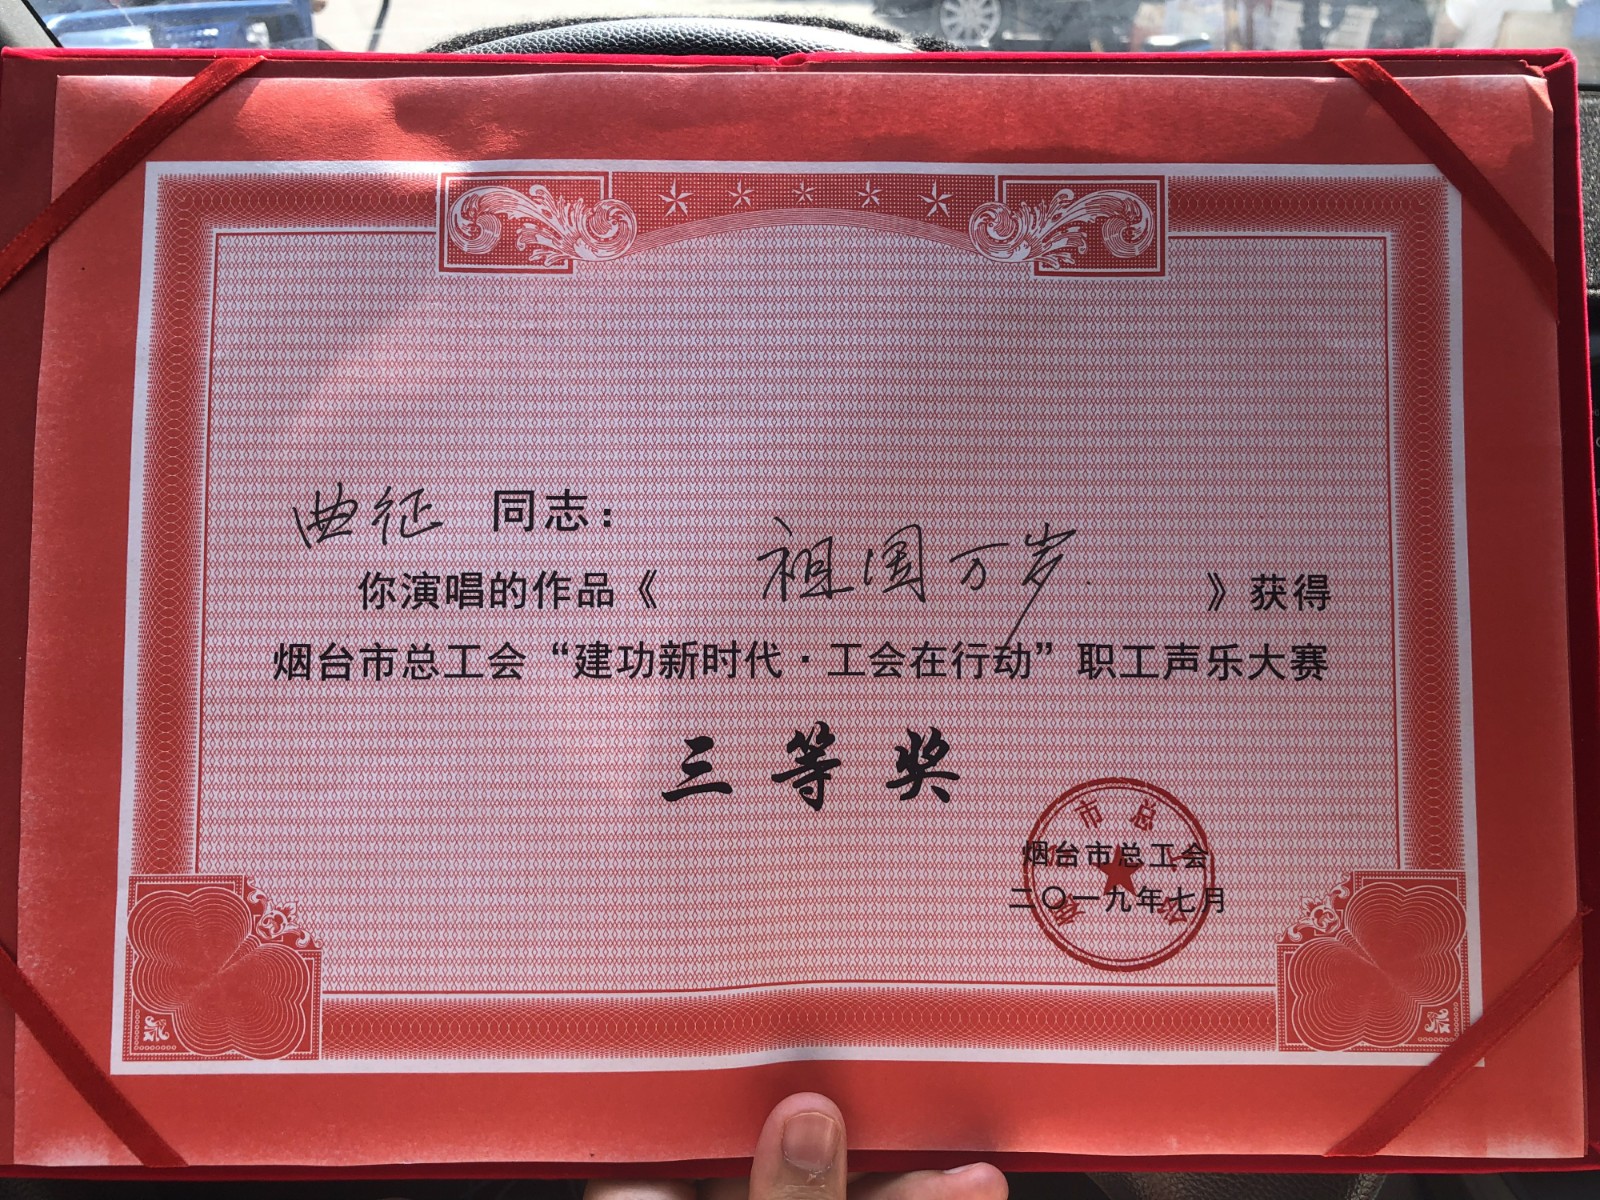 曲征 同志：
你演唱的作品《 祖国万岁 》获得
烟台市总工会“建功新时代·工会在行动”职工声乐大赛
三等奖
烟台市总工会
二〇一九年七月
市总